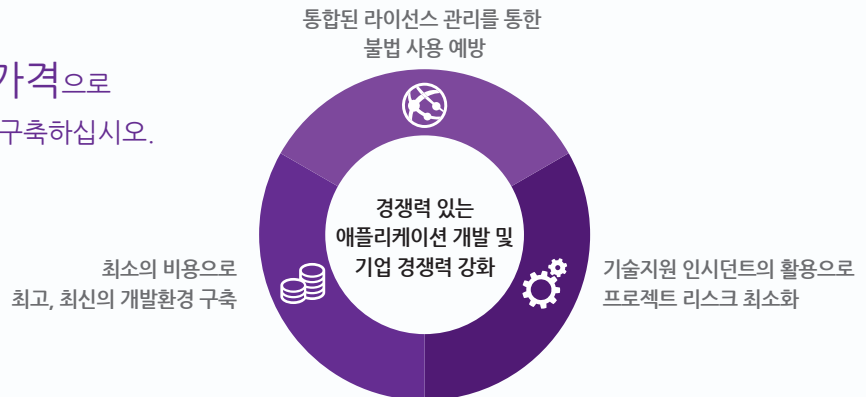 통합된 라이선스 관리를 통한
불법 사용 예방
가격으로
구축하십시오.
경쟁력 있는
애플리케이션 개발 및
기업 경쟁력 강화
최소의 비용으로
최고, 최신의 개발환경 구축
기술지원 인시던트의 활용으로
프로젝트 리스크 최소화